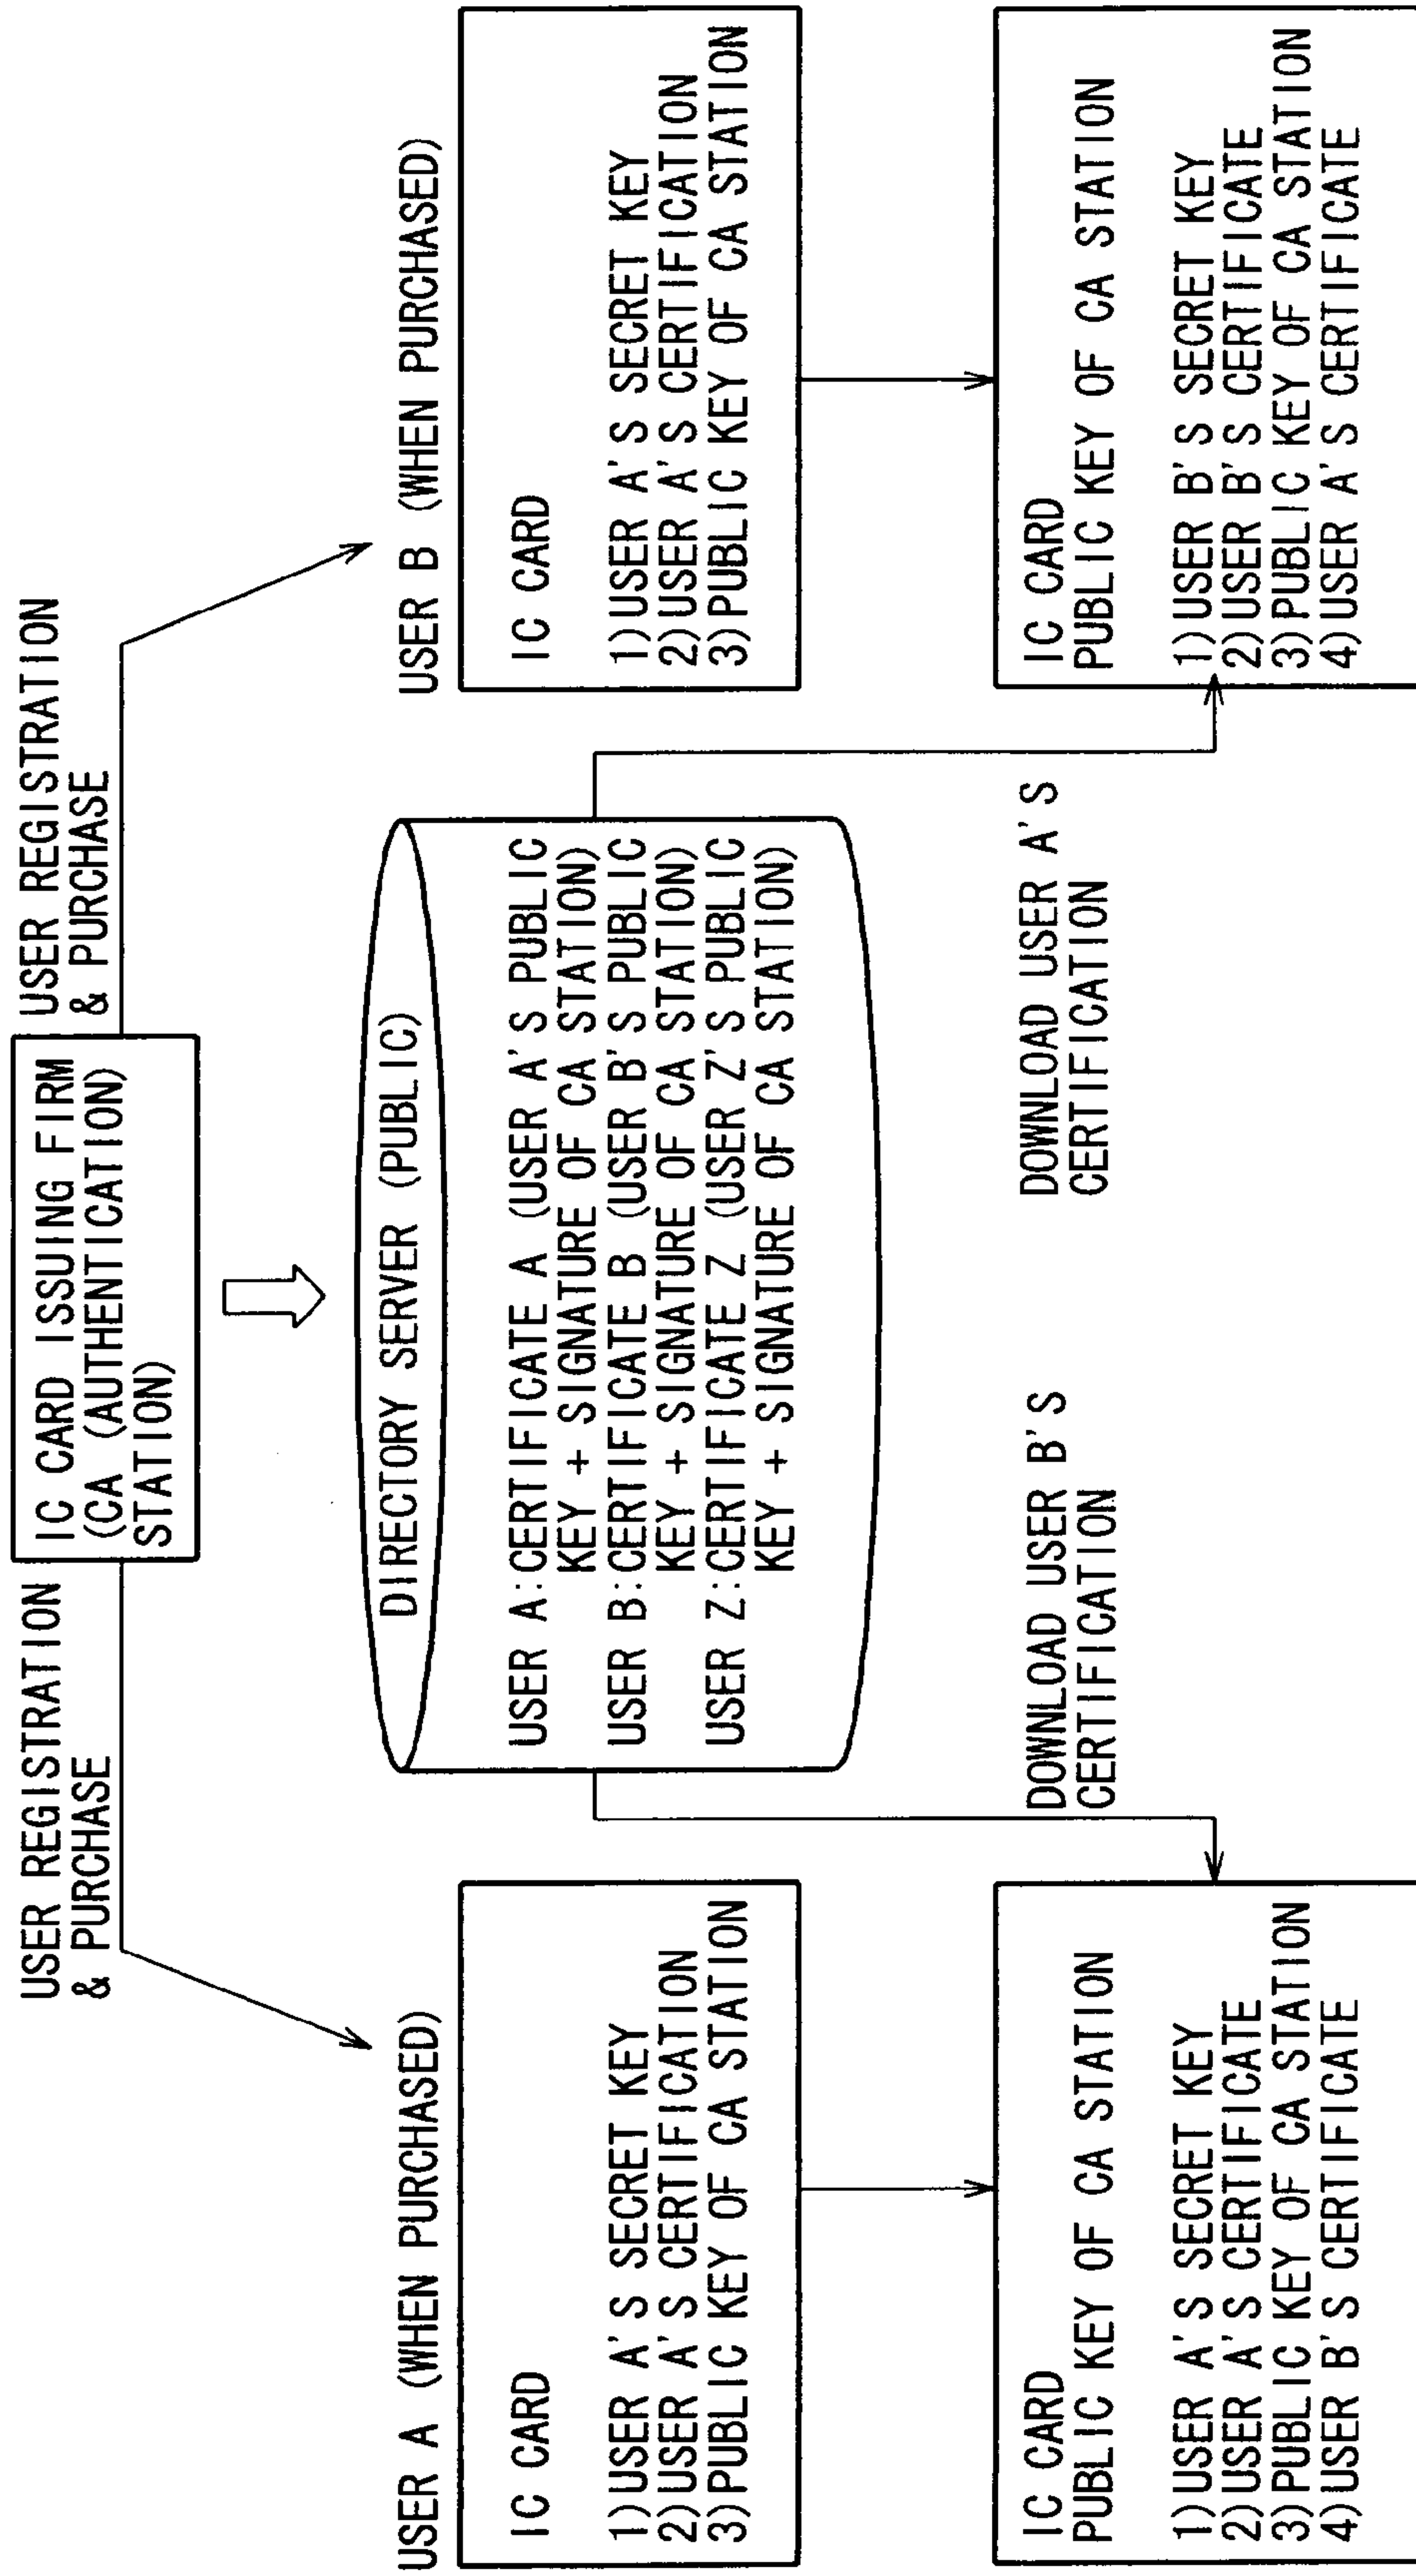 USER REGISTRATION
& PURCHASE
IC CARD ISSUING FIRM
(CA (AUTHENTICATION)
STATION)
USER REGISTRATION
& PURCHASE
USER A (WHEN PURCHASED)
IC CARD
1)USER A'S SECRET KEY
2)USER A'S CERTIFICATION
3)PUBLIC KEY OF CA STATION
DIRECTORY SERVER (PUBLIC)
USER A:CERTIFICATE A (USER A'S PUBLIC
KEY + SIGNATURE OF CA STATION)
USER B:CERTIFICATE B (USER B'S PUBLIC
KEY + SIGNATURE OF CA STATION)
USER Z:CERTIFICATE Z (USER Z'S PUBLIC
KEY + SIGNATURE OF CA STATION)
USER B (WHEN PURCHASED)
IC CARD
1)USER A'S SECRET KEY
2)USER A'S CERTIFICATION
3)PUBLIC KEY OF CA STATION
IC CARD
PUBLIC KEY OF CA STATION
1)USER A'S SECRET KEY
2)USER A'S CERTIFICATE
3)PUBLIC KEY OF CA STATION
4)USER B'S CERTIFICATE
DOWNLOAD USER B'S
CERTIFICATION
DOWNLOAD USER A'S
CERTIFICATION
IC CARD
PUBLIC KEY OF CA STATION
1)USER B'S SECRET KEY
2)USER B'S CERTIFICATE
3)PUBLIC KEY OF CA STATION
4)USER A'S CERTIFICATE